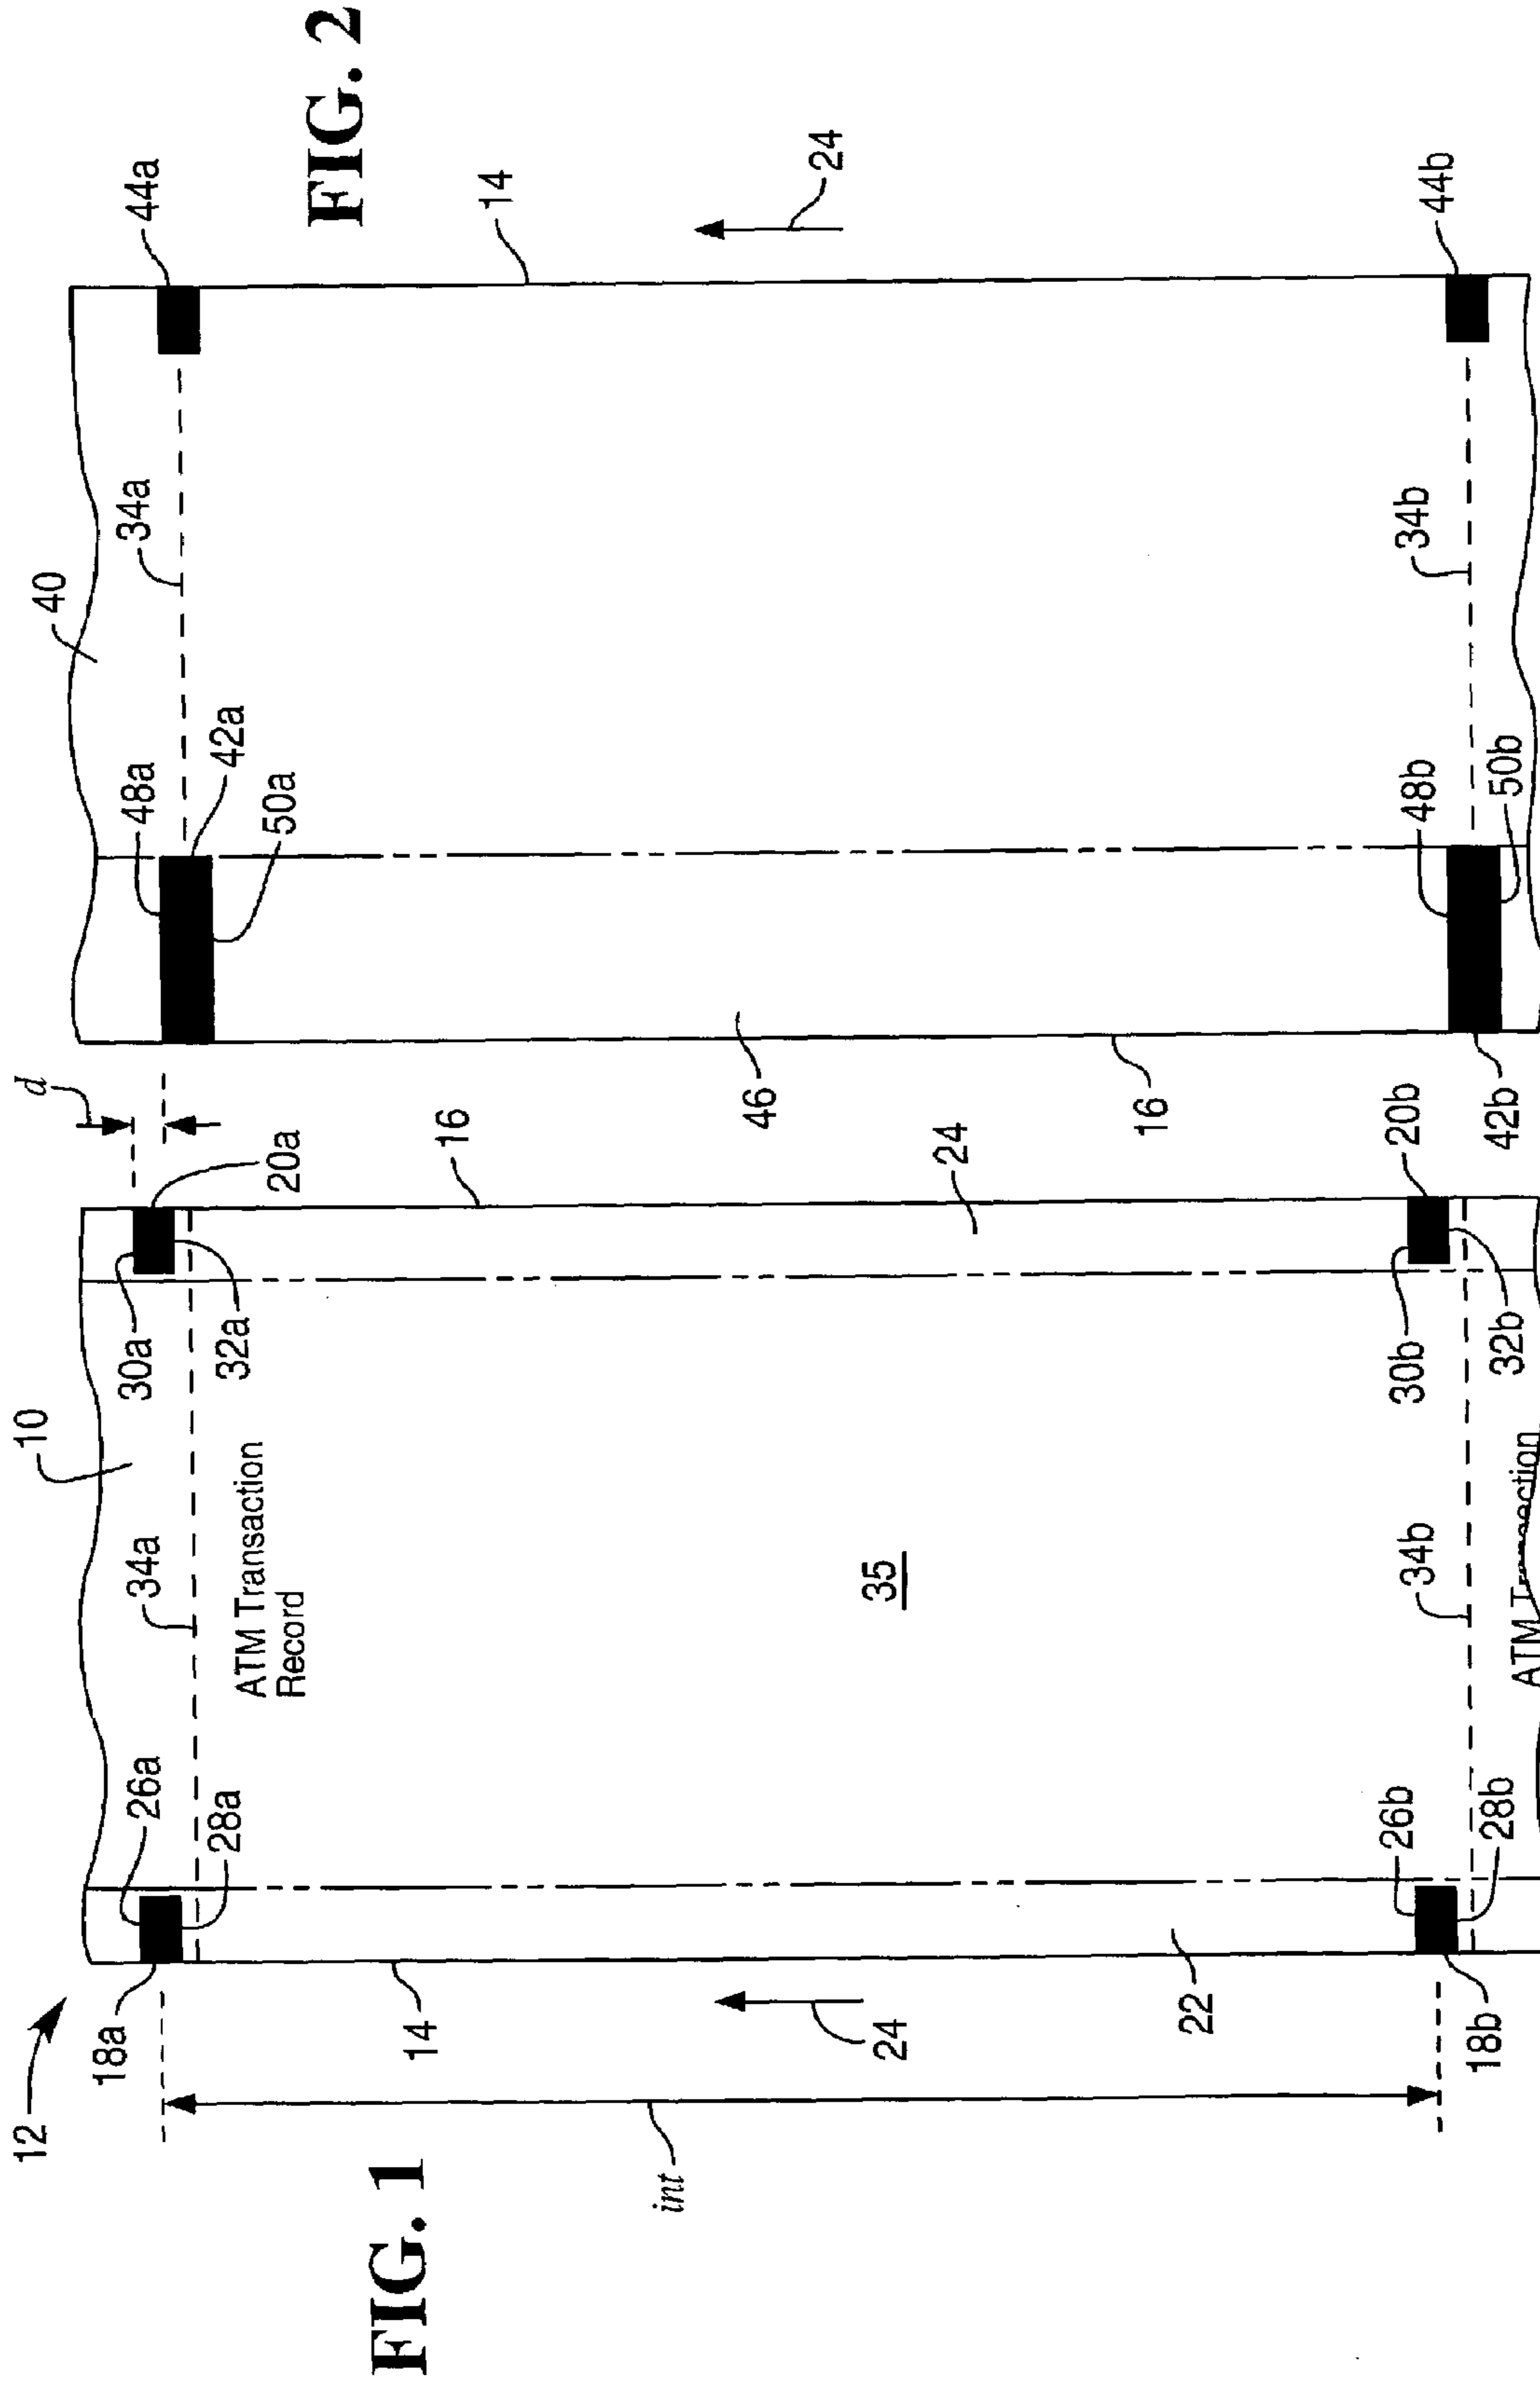 FIG. 1
12
18a
26a
28a
34a
10
30a
32a
20a
d
14
16
24
int
24
22
ATM Transaction
Record
35
18b
26b
28b
34b
30b
32b
20b
ATM Transaction
FIG. 2
40
48a
42a
50a
34a
44a
14
24
46
16
42b
48b
50b
34b
44b